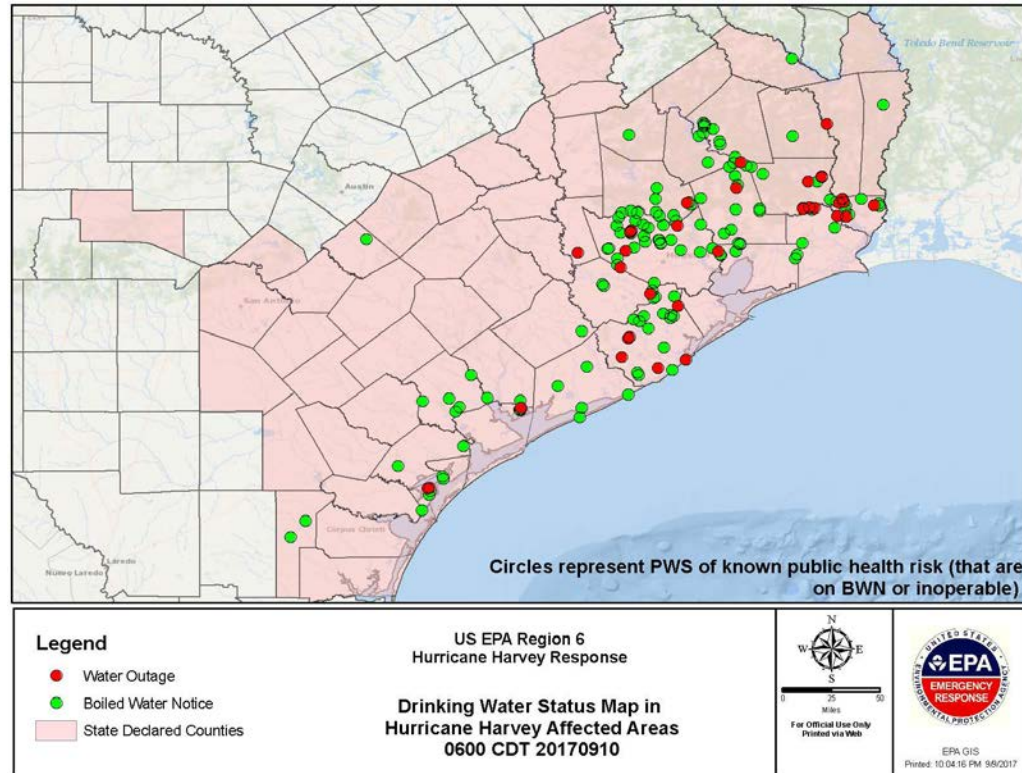 Toledo Bend Reservoir
Austin
San Antonio
Corpus Christi
Laredo
Nuevo Laredo
Circles represent PWS of known public health risk (that are
on BWN or inoperable)
Legend
Water Outage
Boiled Water Notice
State Declared Counties
US EPA Region 6
Hurricane Harvey Response
Drinking Water Status Map in
Hurricane Harvey Affected Areas
0600 CDT 20170910
N
W E
S
0 25 50
Miles
For Official Use Only
Printed via Web
UNITED STATES
EPA
EMERGENCY
RESPONSE
ENVIRONMENTAL PROTECTION AGENCY
EPA GIS
Printed: 10:04:16 PM 9/9/2017